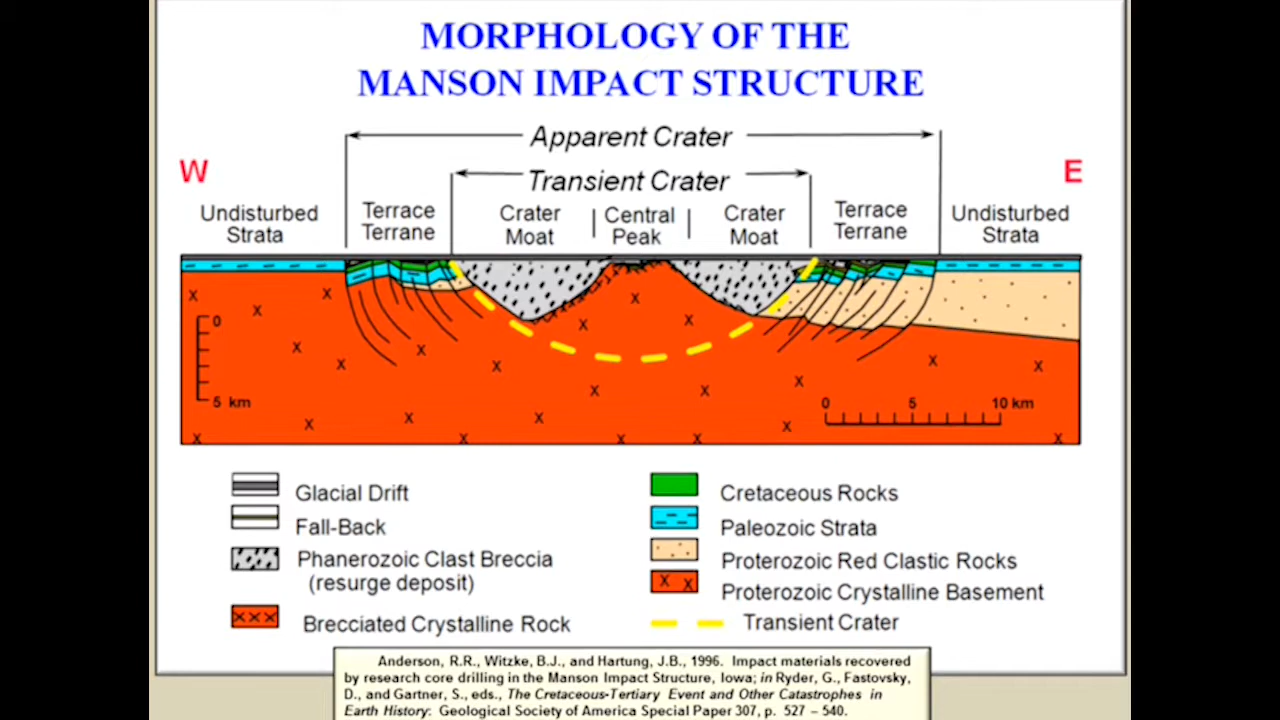 MORPHOLOGY OF THE
MANSON IMPACT STRUCTURE
Apparent Crater
W
E
Transient Crater
Undisturbed
Strata
Terrace
Terrane
Crater
Moat
Central
Peak
Crater
Moat
Terrace
Terrane
Undisturbed
Strata
0
5 km
0 5 10 km
Glacial Drift
Fall-Back
Phanerozoic Clast Breccia
(resurge deposit)
Brecciated Crystalline Rock
Cretaceous Rocks
Paleozoic Strata
Proterozoic Red Clastic Rocks
Proterozoic Crystalline Basement
Transient Crater
Anderson, R.R., Witzke, B.J., and Hartung, J.B., 1996. Impact materials recovered
by research core drilling in the Manson Impact Structure, Iowa; in Ryder, G., Fastovsky,
D., and Gartner, S., eds., The Cretaceous-Tertiary Event and Other Catastrophes in
Earth History: Geological Society of America Special Paper 307, p. 527 – 540.